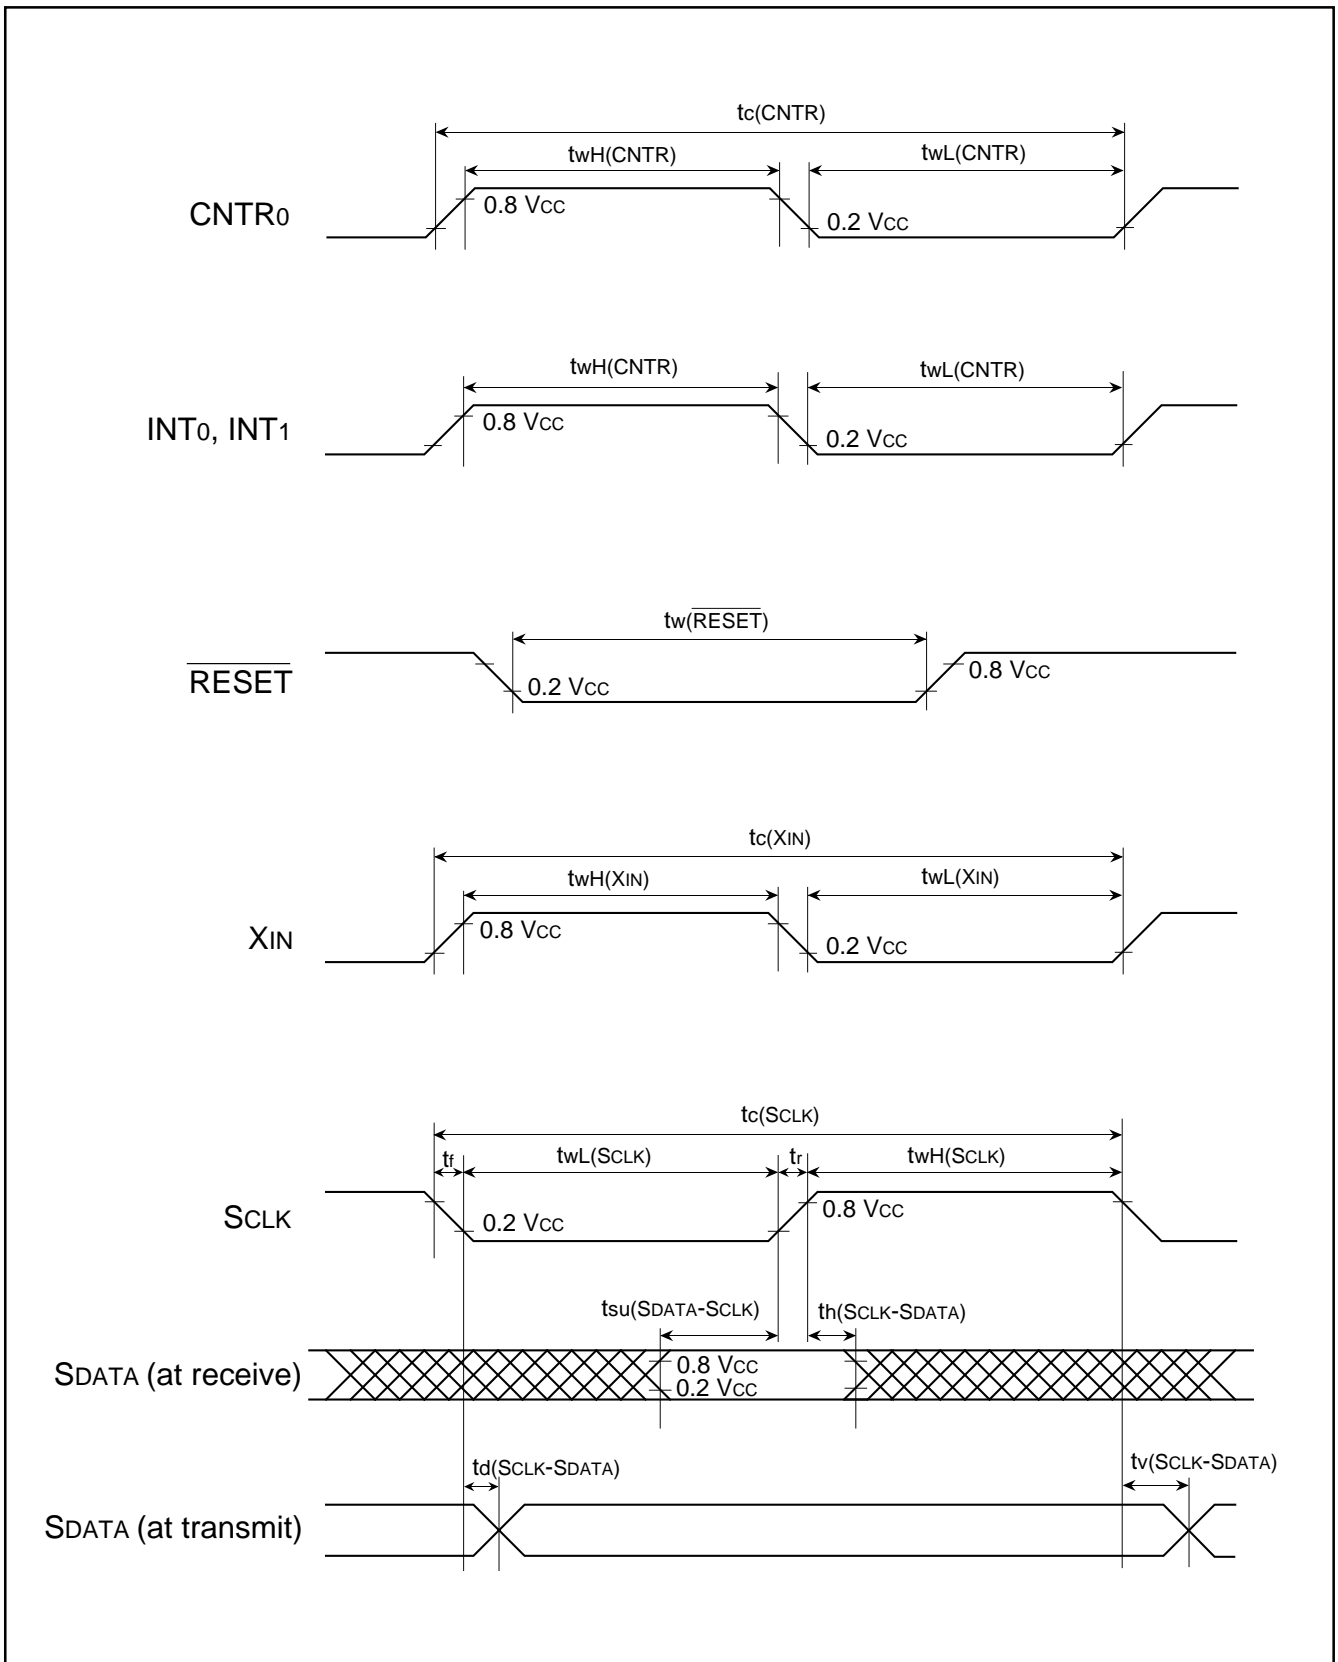 tc(CNTR)
twH(CNTR)
twL(CNTR)
CNTR0
0.8 VCC
0.2 VCC
twH(CNTR)
twL(CNTR)
INT0, INT1
0.8 VCC
0.2 VCC
tw(RESET)
RESET
0.2 VCC
0.8 VCC
tc(XIN)
twH(XIN)
twL(XIN)
XIN
0.8 VCC
0.2 VCC
tc(SCLK)
tf
twL(SCLK)
tr
twH(SCLK)
SCLK
0.2 VCC
0.8 VCC
tsu(SDATA-SCLK)
th(SCLK-SDATA)
SDATA (at receive)
0.8 VCC
0.2 VCC
td(SCLK-SDATA)
tv(SCLK-SDATA)
SDATA (at transmit)